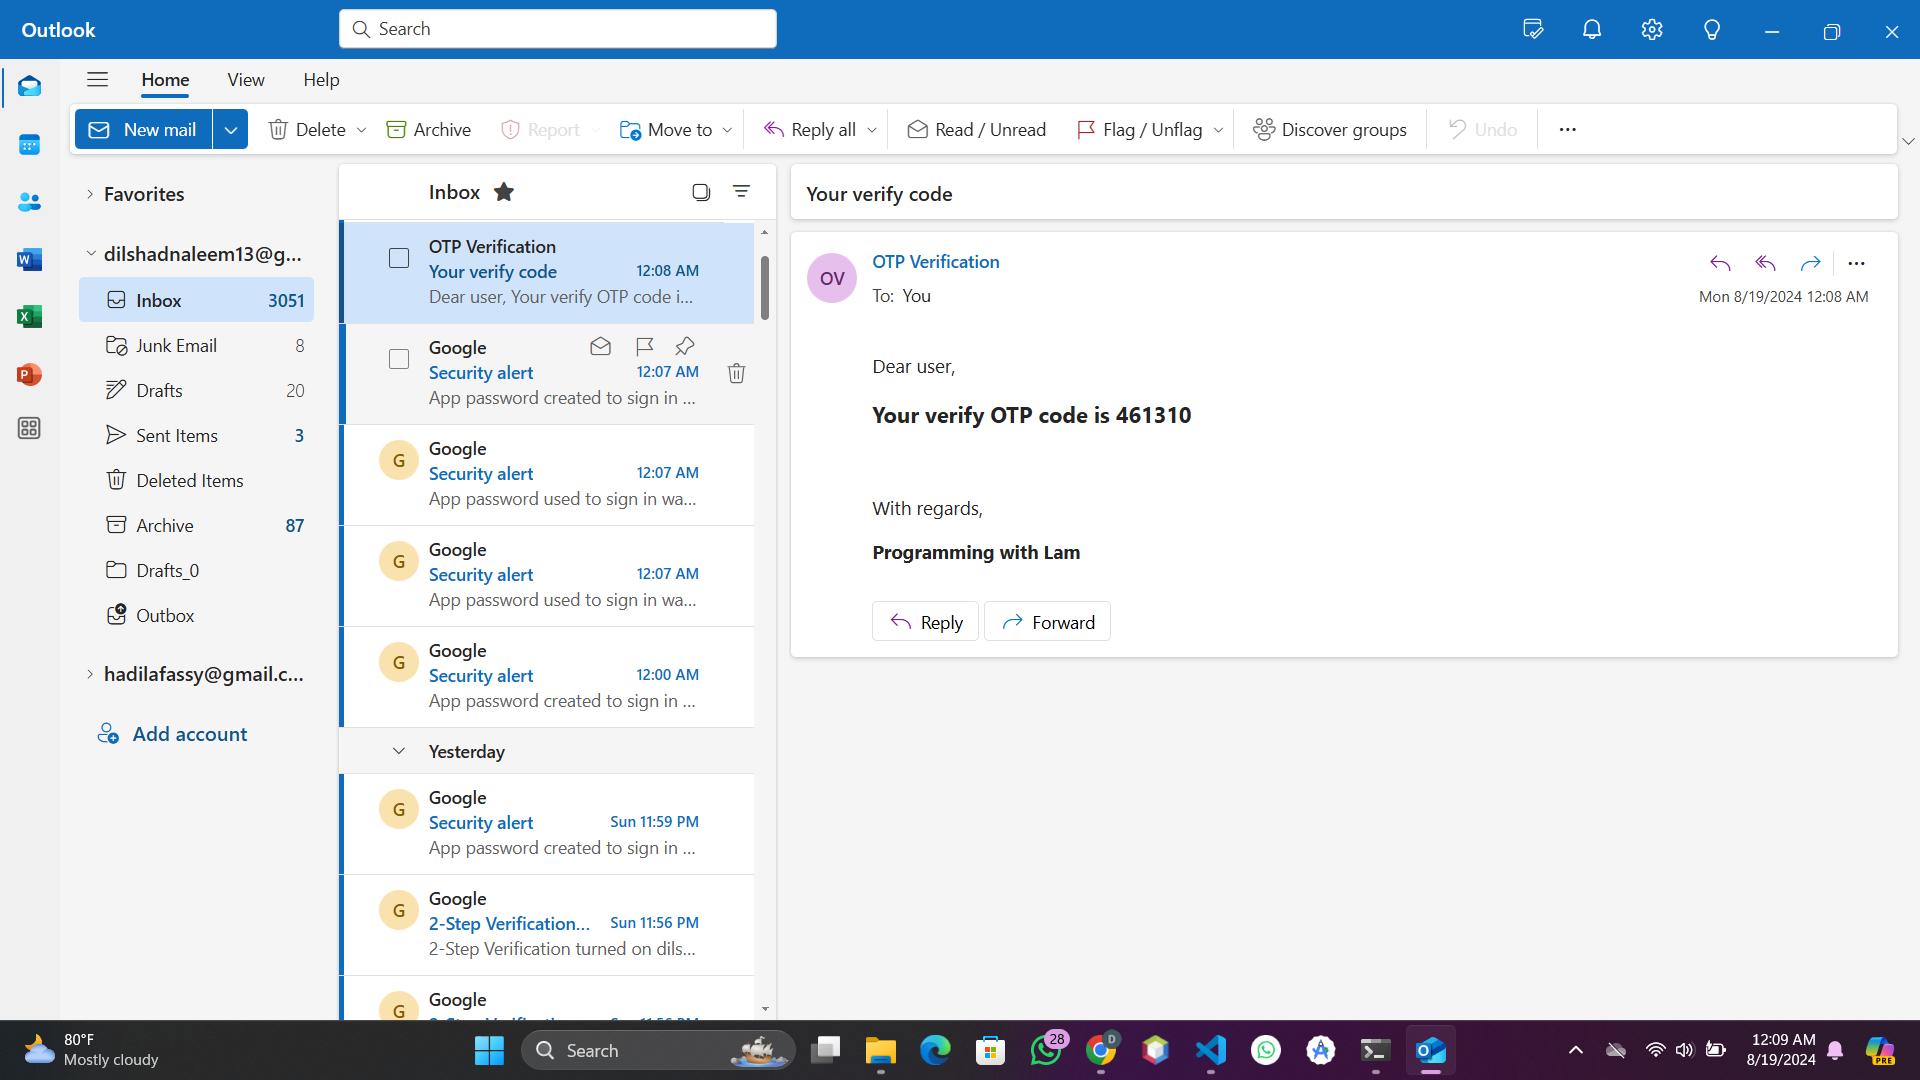 Outlook
Search
Home View Help
New mail Delete Archive Report Move to Reply all Read / Unread Flag / Unflag Discover groups Undo ...
Favorites
dilshadnaleem13@g...
Inbox 3051
Junk Email 8
Drafts 20
Sent Items 3
Deleted Items
Archive 87
Drafts_0
Outbox
hadilafassy@gmail.c...
Add account
Inbox
OTP Verification
Your verify code 12:08 AM
Dear user, Your verify OTP code i...
Google
Security alert 12:07 AM
App password created to sign in ...
G
Google
Security alert 12:07 AM
App password used to sign in wa...
G
Google
Security alert 12:07 AM
App password used to sign in wa...
G
Google
Security alert 12:00 AM
App password created to sign in ...
Yesterday
G
Google
Security alert Sun 11:59 PM
App password created to sign in ...
G
Google
2-Step Verification... Sun 11:56 PM
2-Step Verification turned on dils...
G
Google
Your verify code
OV
OTP Verification
To: You
Mon 8/19/2024 12:08 AM
Dear user,
Your verify OTP code is 461310
With regards,
Programming with Lam
Reply Forward
80°F
Mostly cloudy
Search
28
D
12:09 AM
8/19/2024
PRE